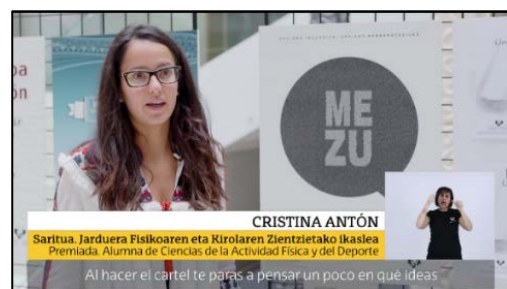 ME
ZU
CRISTINA ANTÓN
Saritua. Jarduera Fisikoaren eta Kirolaren Zientzietako ikaslea
Premiada. Alumna de Ciencias de la Actividad Física y del Deporte
Al hacer el cartel te paras a pensar un poco en qué ideas